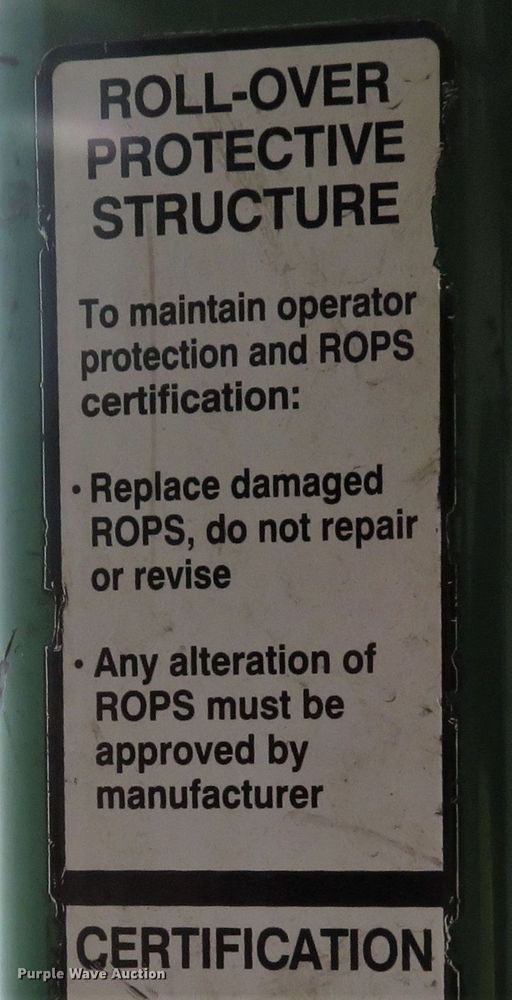 ROLL-OVER
PROTECTIVE
STRUCTURE
To maintain operator
protection and ROPS
certification:
• Replace damaged
ROPS, do not repair
or revise
• Any alteration of
ROPS must be
approved by
manufacturer
CERTIFICATION
Purple Wave Auction